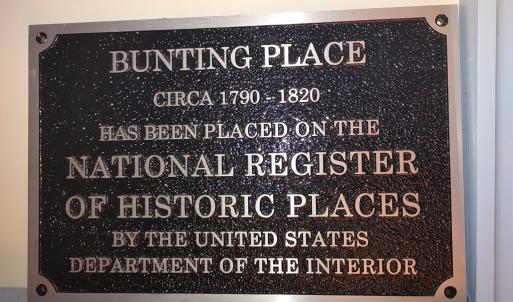 BUNTING PLACE
CIRCA 1790 - 1820
HAS BEEN PLACED ON THE
NATIONAL REGISTER
OF HISTORIC PLACES
BY THE UNITED STATES
DEPARTMENT OF THE INTERIOR